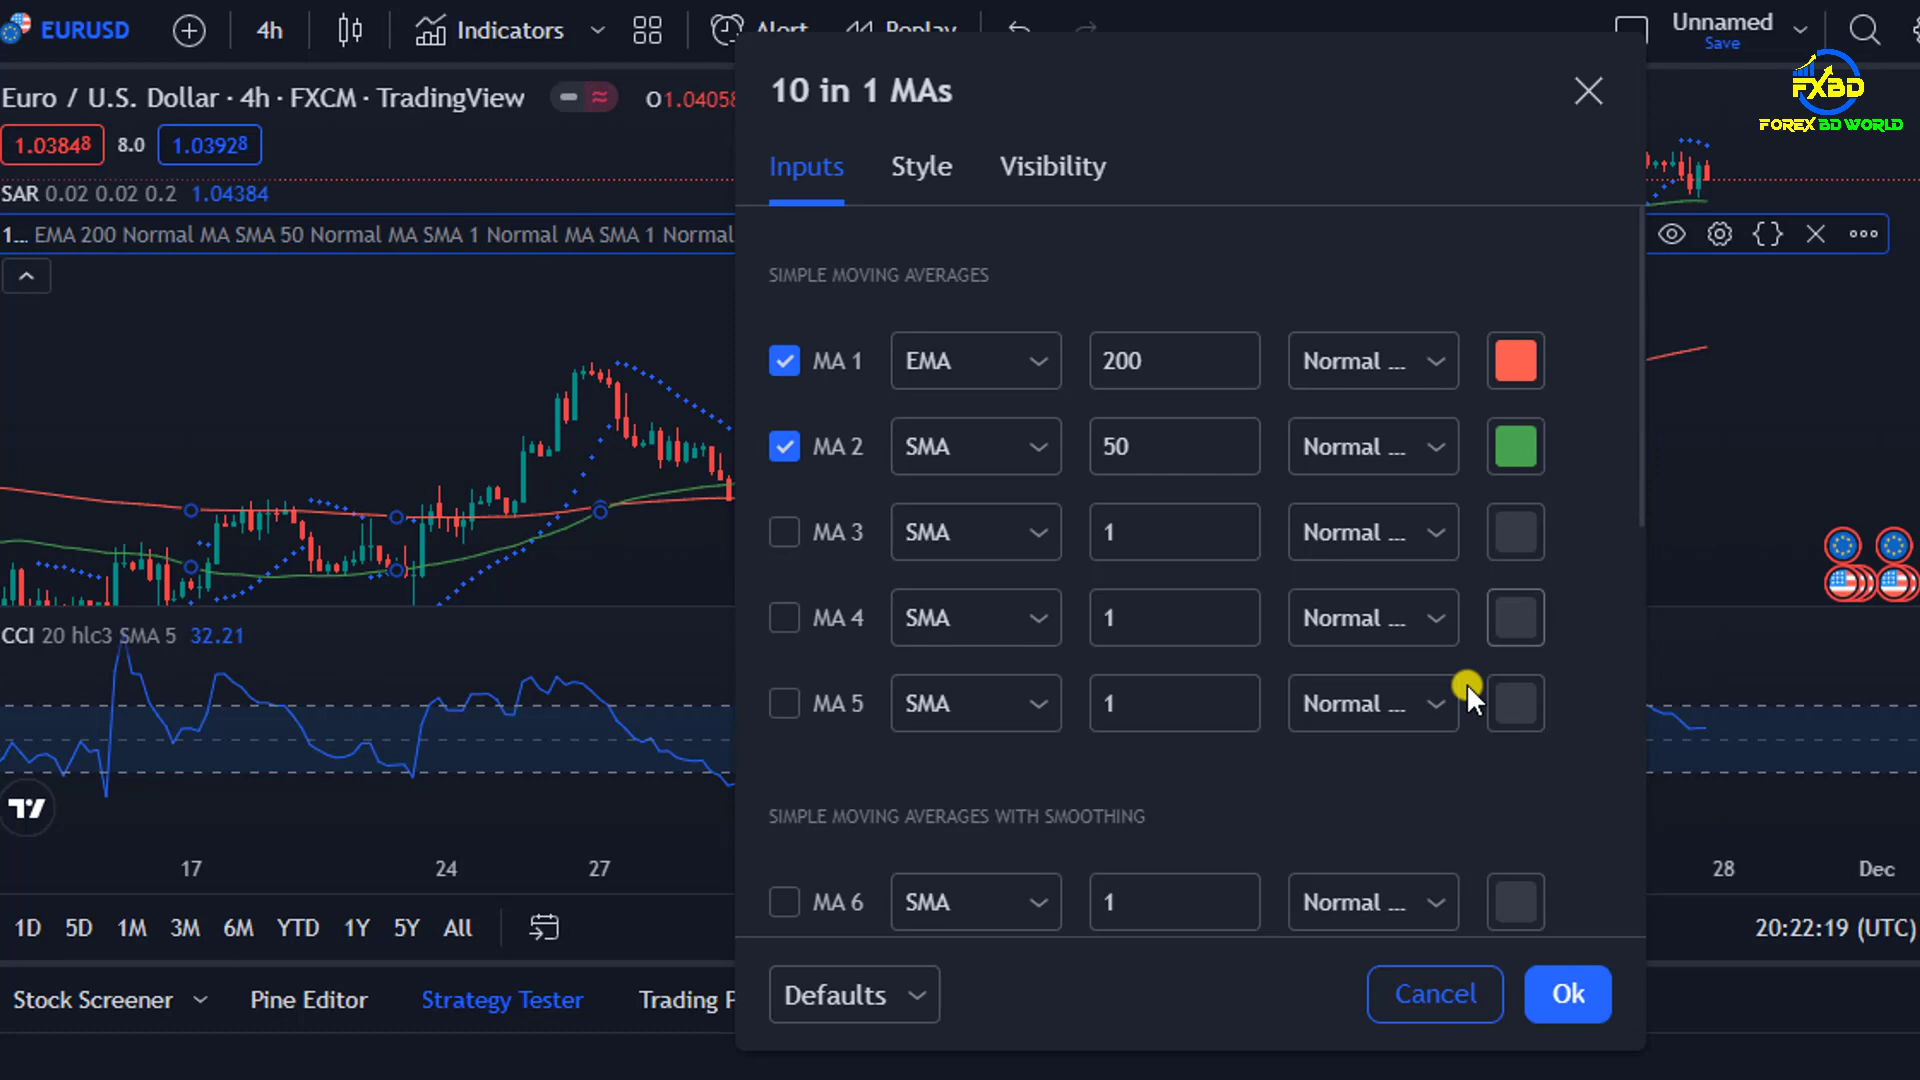 EURUSD 4h Indicators Alert Replay Unnamed
Save
FXBD
FOREX BD WORLD
Euro / U.S. Dollar · 4h · FXCM · TradingView O1.04058
1.03848 8.0 1.03928
SAR 0.02 0.02 0.2 1.04384
1... EMA 200 Normal MA SMA 50 Normal MA SMA 1 Normal MA SMA 1 Normal
10 in 1 MAs
Inputs Style Visibility
SIMPLE MOVING AVERAGES
MA 1 EMA 200 Normal ...
MA 2 SMA 50 Normal ...
MA 3 SMA 1 Normal ...
MA 4 SMA 1 Normal ...
MA 5 SMA 1 Normal ...
SIMPLE MOVING AVERAGES WITH SMOOTHING
MA 6 SMA 1 Normal ...
Defaults Cancel Ok
CCI 20 hlc3 SMA 5 32.21
17 24 27 28 Dec
1D 5D 1M 3M 6M YTD 1Y 5Y All 20:22:19 (UTC)
Stock Screener Pine Editor Strategy Tester Trading